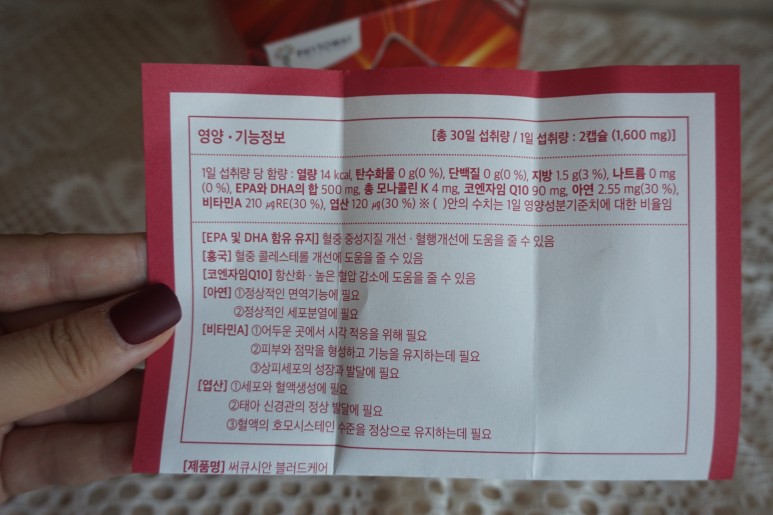 PHYTOWAY
영양・기능정보 [총 30일 섭취량 / 1일 섭취량 : 2캡슐 (1,600 mg)]
1일 섭취량 당 함량 : 열량 14 kcal, 탄수화물 0 g(0 %), 단백질 0 g(0 %), 지방 1.5 g(3 %), 나트륨 0 mg
(0 %), EPA와 DHA의 합 500 mg, 총 모나콜린 K 4 mg, 코엔자임 Q10 90 mg, 아연 2.55 mg(30 %),
비타민A 210 ㎍RE(30 %), 엽산 120 ㎍(30 %) ※ ( )안의 수치는 1일 영양성분기준치에 대한 비율임
[EPA 및 DHA 함유 유지] 혈중 중성지질 개선・혈행개선에 도움을 줄 수 있음
[홍국] 혈중 콜레스테롤 개선에 도움을 줄 수 있음
[코엔자임Q10] 항산화・높은 혈압 감소에 도움을 줄 수 있음
[아연] ①정상적인 면역기능에 필요
②정상적인 세포분열에 필요
[비타민A] ①어두운 곳에서 시각 적응을 위해 필요
②피부와 점막을 형성하고 기능을 유지하는데 필요
③상피세포의 성장과 발달에 필요
[엽산] ①세포와 혈액생성에 필요
②태아 신경관의 정상 발달에 필요
③혈액의 호모시스테인 수준을 정상으로 유지하는데 필요
[제품명] 써큐시안 블러드케어